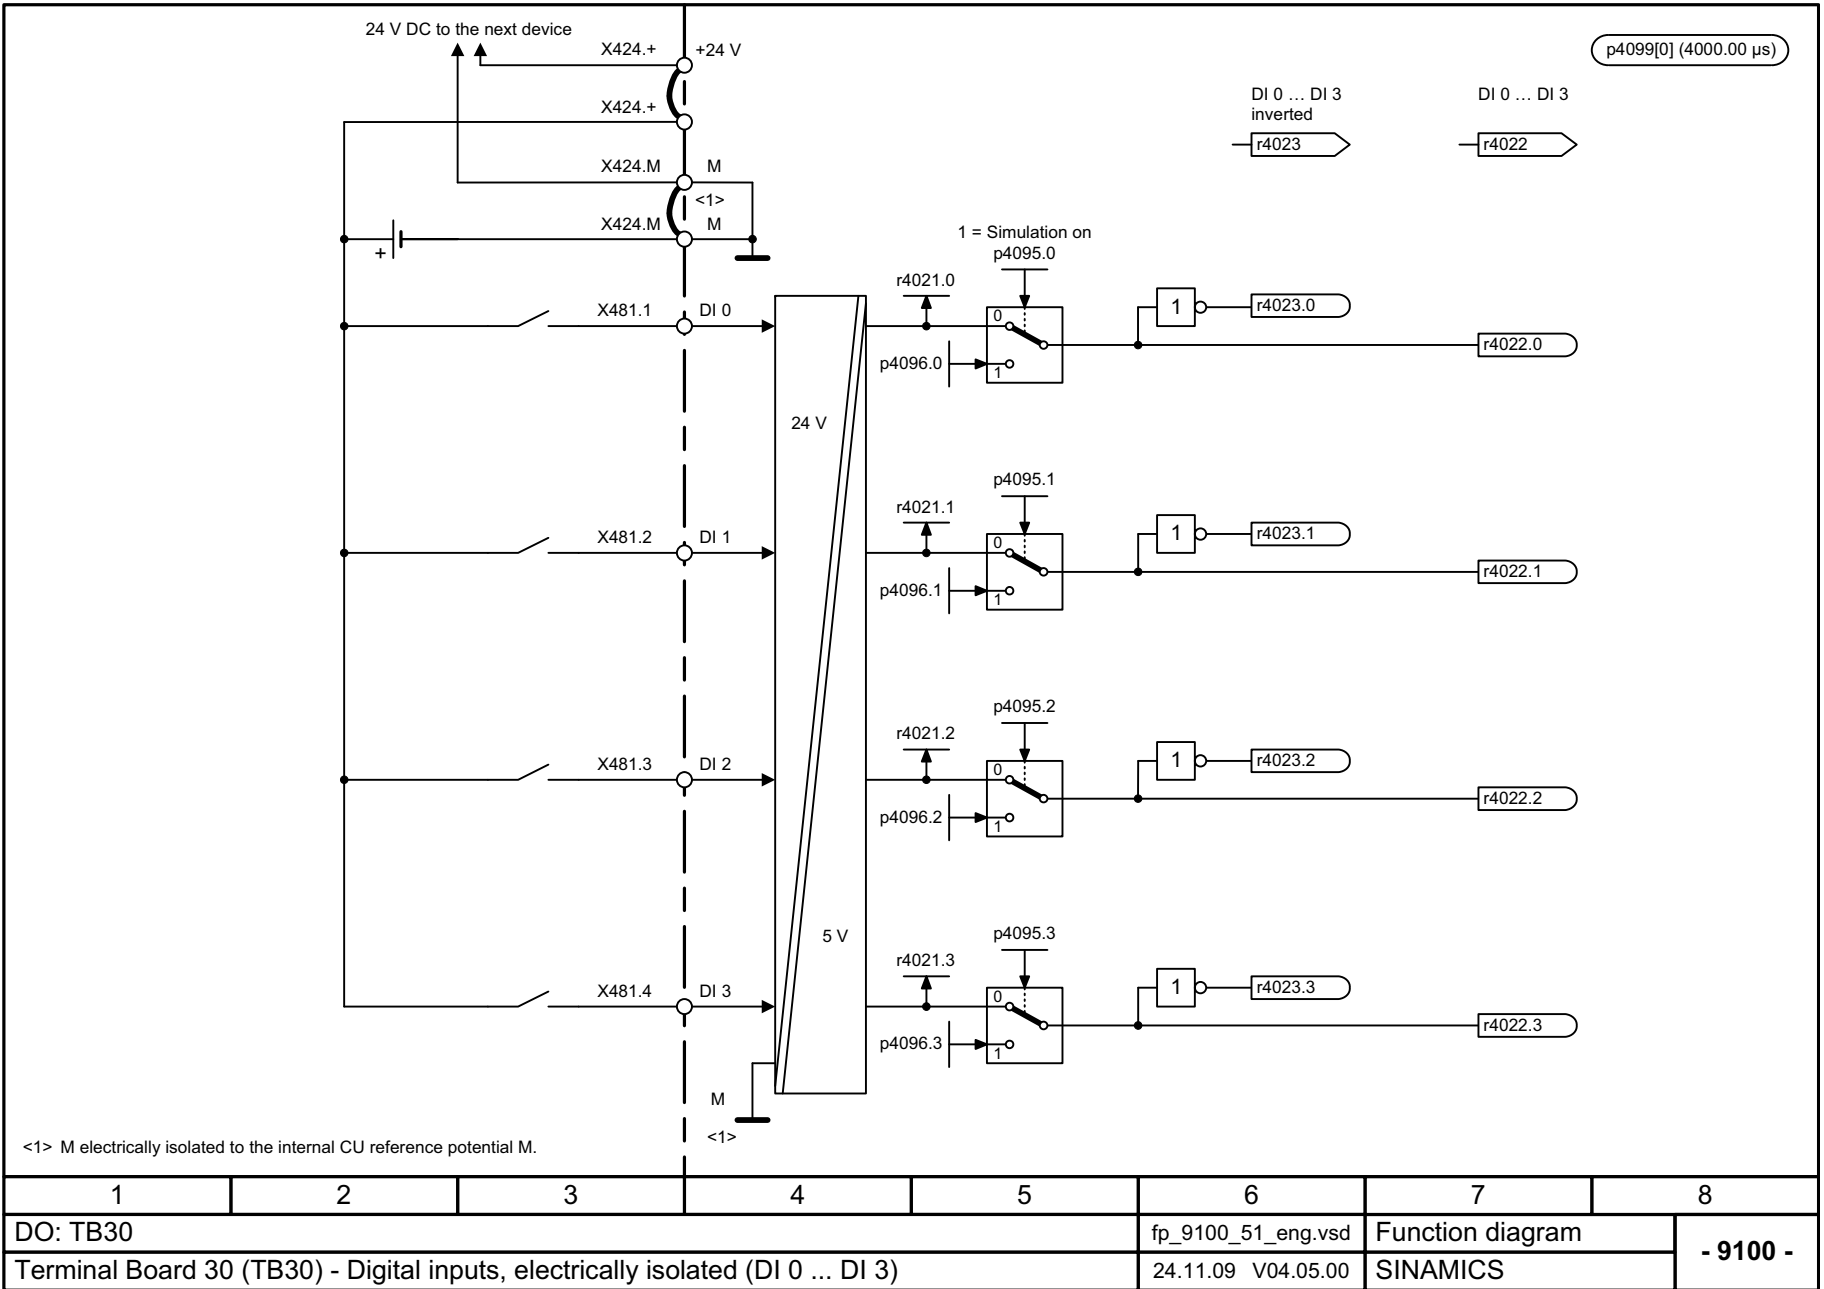 24 V DC to the next device
X424.+
+24 V
p4099[0] (4000.00 µs)
X424.+
DI 0 … DI 3
inverted
r4023
DI 0 … DI 3
r4022
X424.M
M
<1>
X424.M
M
+
1 = Simulation on
p4095.0
r4021.0
X481.1
DI 0
0
p4096.0
1
1
r4023.0
r4022.0
24 V
p4095.1
r4021.1
X481.2
DI 1
0
p4096.1
1
1
r4023.1
r4022.1
p4095.2
r4021.2
X481.3
DI 2
0
p4096.2
1
1
r4023.2
r4022.2
5 V
p4095.3
r4021.3
X481.4
DI 3
0
p4096.3
1
1
r4023.3
r4022.3
M
<1>
<1> M electrically isolated to the internal CU reference potential M.
1 2 3 4 5 6 7 8
DO: TB30
fp_9100_51_eng.vsd
Function diagram
- 9100 -
Terminal Board 30 (TB30) - Digital inputs, electrically isolated (DI 0 ... DI 3)
24.11.09 V04.05.00
SINAMICS